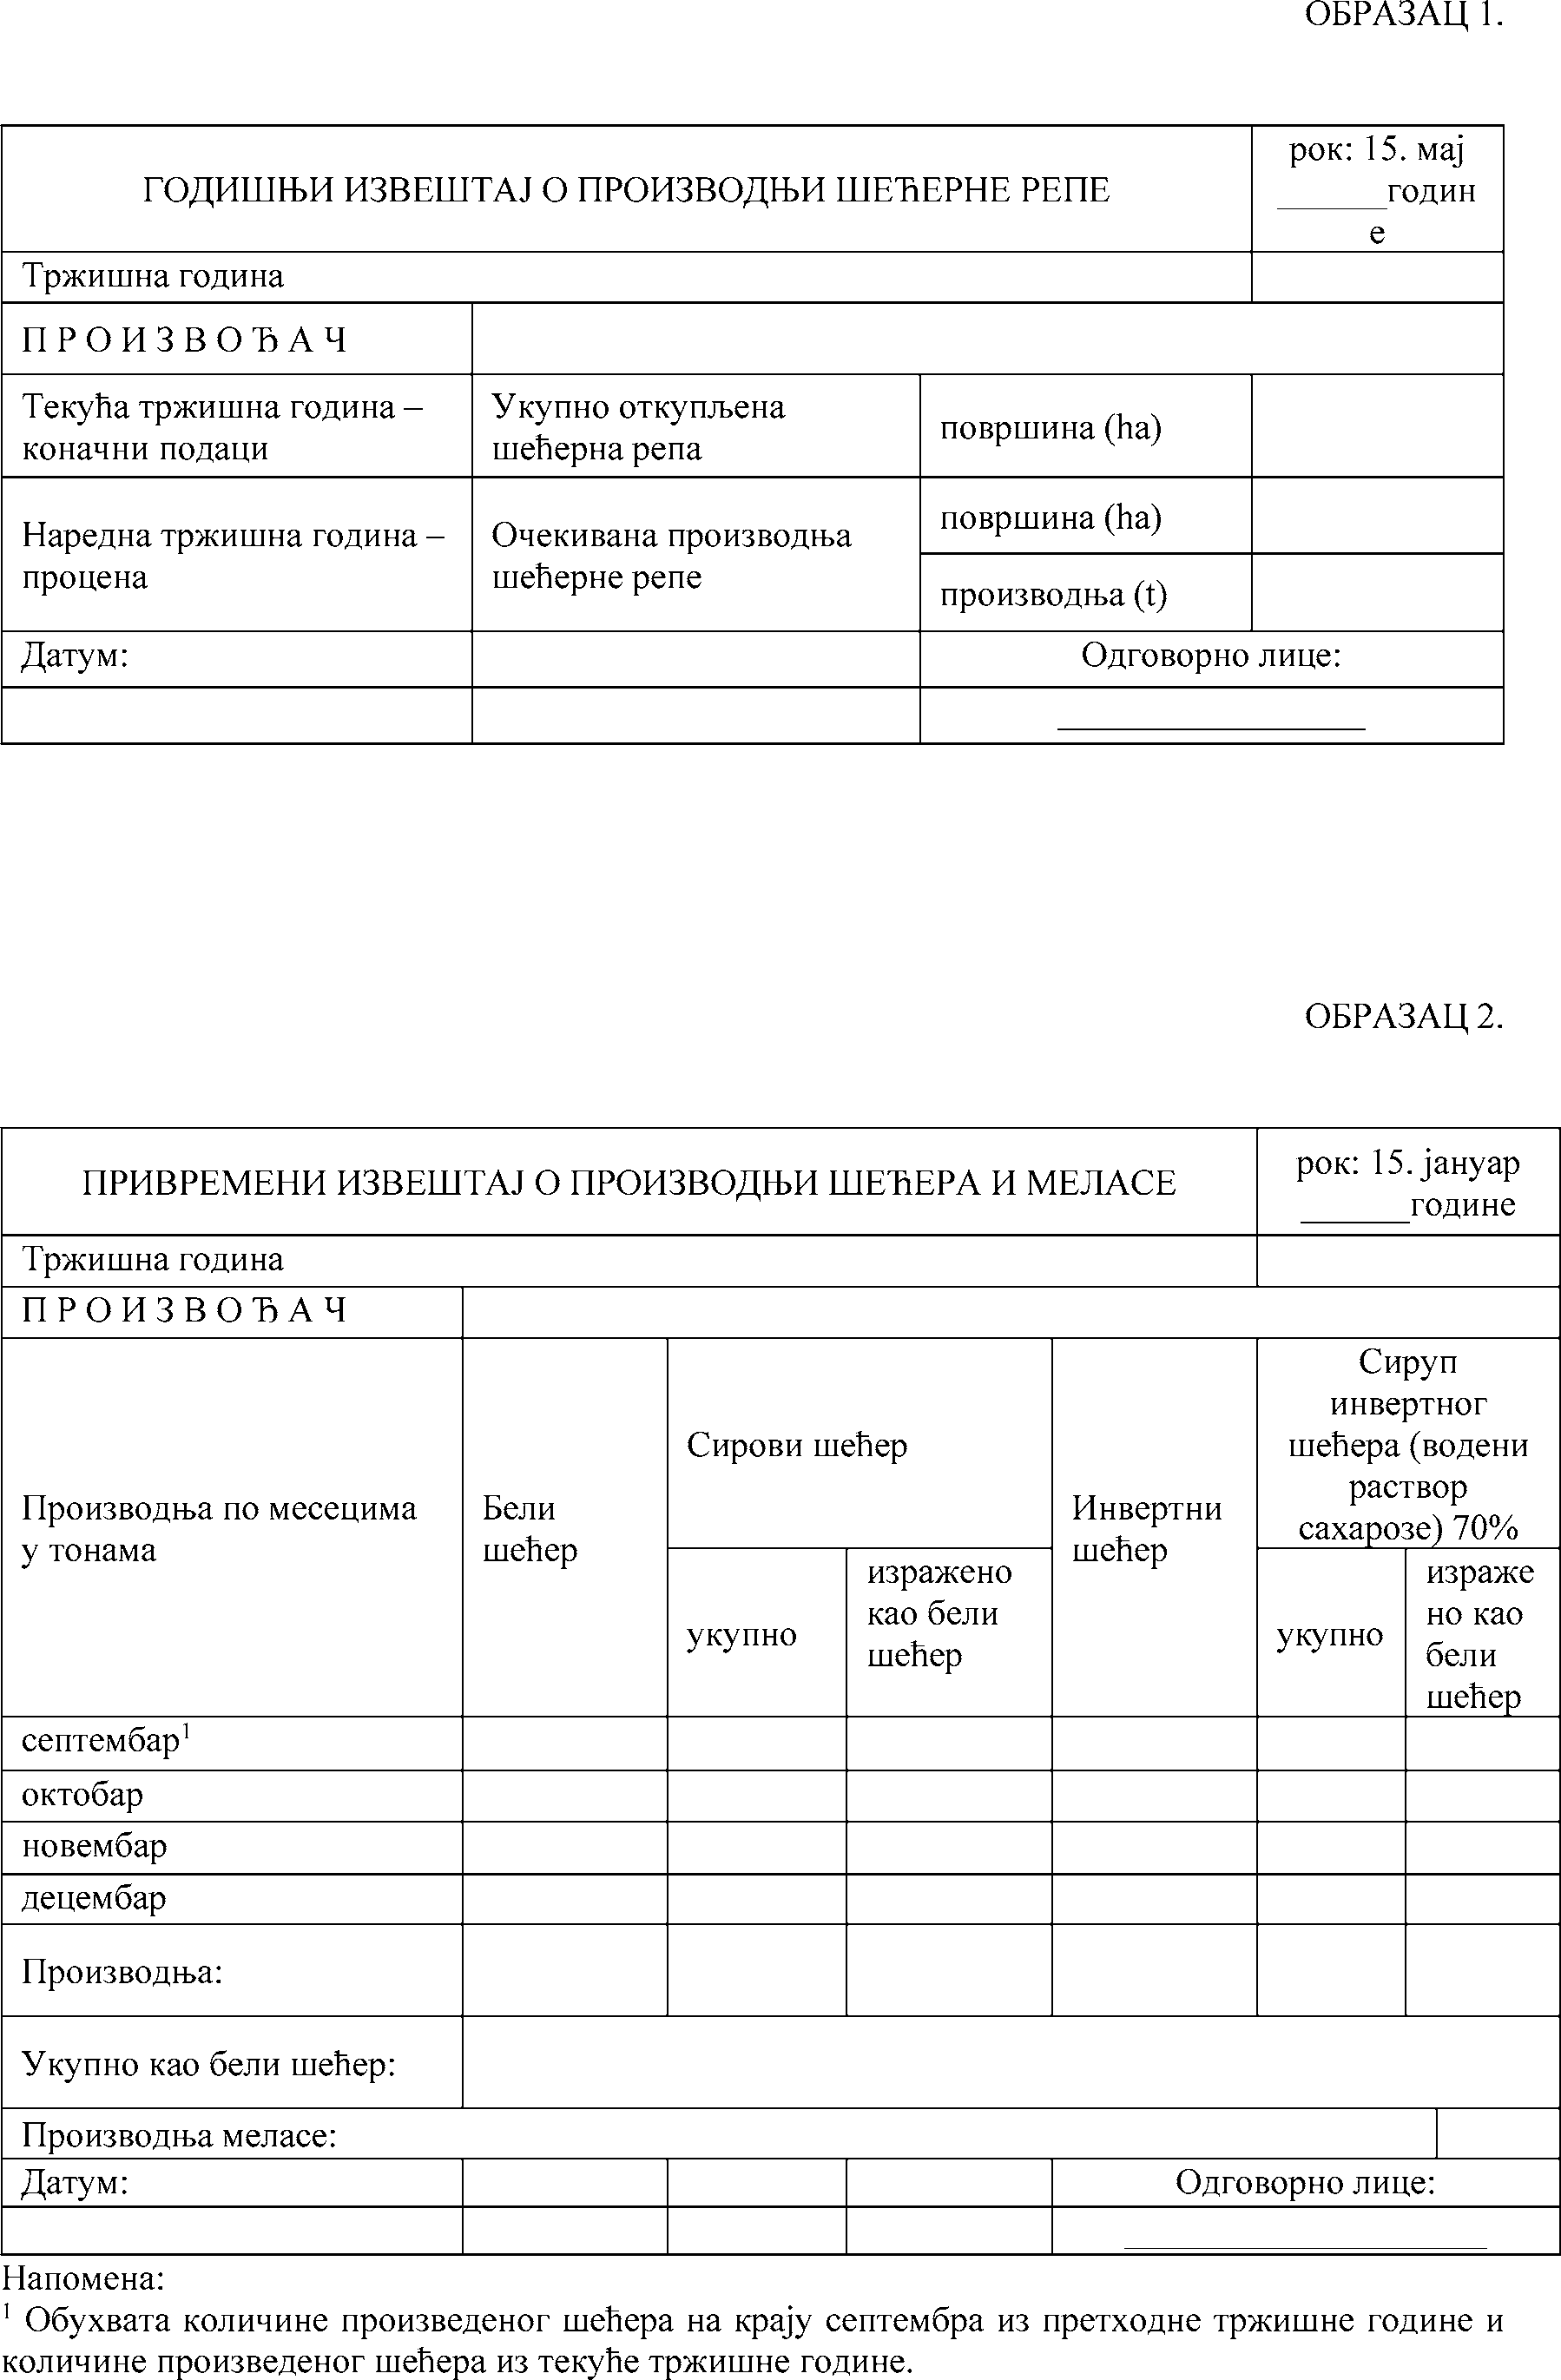 ОБРАЗАЦ 1.
ГОДИШЊИ ИЗВЕШТАЈ О ПРОИЗВОДЊИ ШЕЋЕРНЕ РЕПЕ
рок: 15. мај
_______годин
е
Тржишна година
П Р О И З В О Ђ А Ч
Текућа тржишна година –
коначни подаци
Укупно откупљена
шећерна репа
површина (ha)
Наредна тржишна година –
процена
Очекивана производња
шећерне репе
површина (ha)
производња (t)
Датум:
Одговорно лице:
ОБРАЗАЦ 2.
ПРИВРЕМЕНИ ИЗВЕШТАЈ О ПРОИЗВОДЊИ ШЕЋЕРА И МЕЛАСЕ
рок: 15. јануар
_______године
Тржишна година
П Р О И З В О Ђ А Ч
Производња по месецима
у тонама
Бели
шећер
Сирови шећер
укупно
изражено
као бели
шећер
Инвертни
шећер
Сируп
инвертног
шећера (водени
раствор
сахарозе) 70%
укупно
израже
но као
бели
шећер
септембар¹
октобар
новембар
децембар
Производња:
Укупно као бели шећер:
Производња меласе:
Датум:
Одговорно лице:
Напомена:
¹ Обухвата количине произведеног шећера на крају септембра из претходне тржишне године и
количине произведеног шећера из текуће тржишне године.